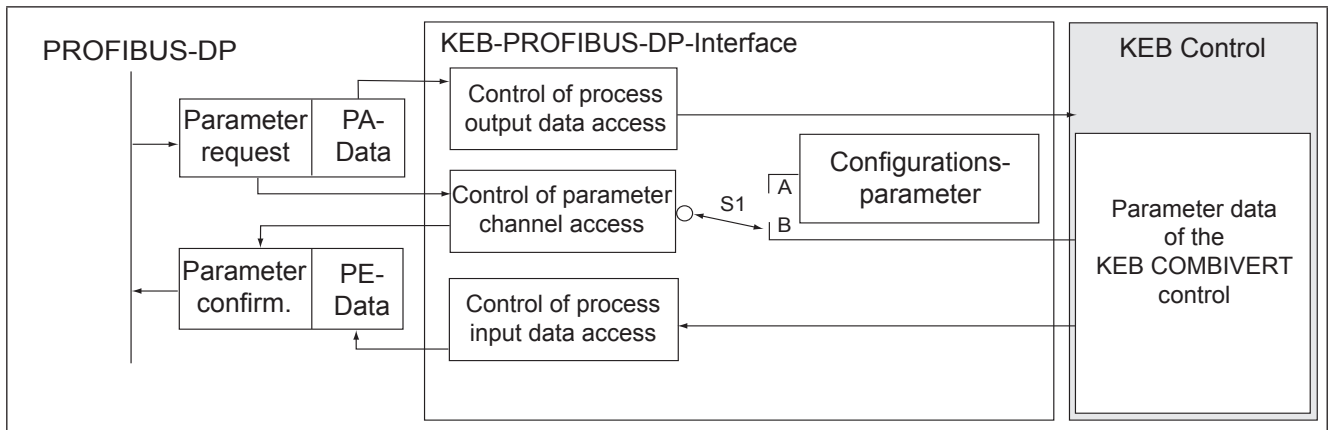 PROFIBUS-DP
KEB-PROFIBUS-DP-Interface
KEB Control
Parameter
request
PA-
Data
Control of process
output data access
Configurations-
parameter
Control of parameter
channel access
S1
A
B
Parameter data
of the
KEB COMBIVERT
control
Parameter
confirm.
PE-
Data
Control of process
input data access